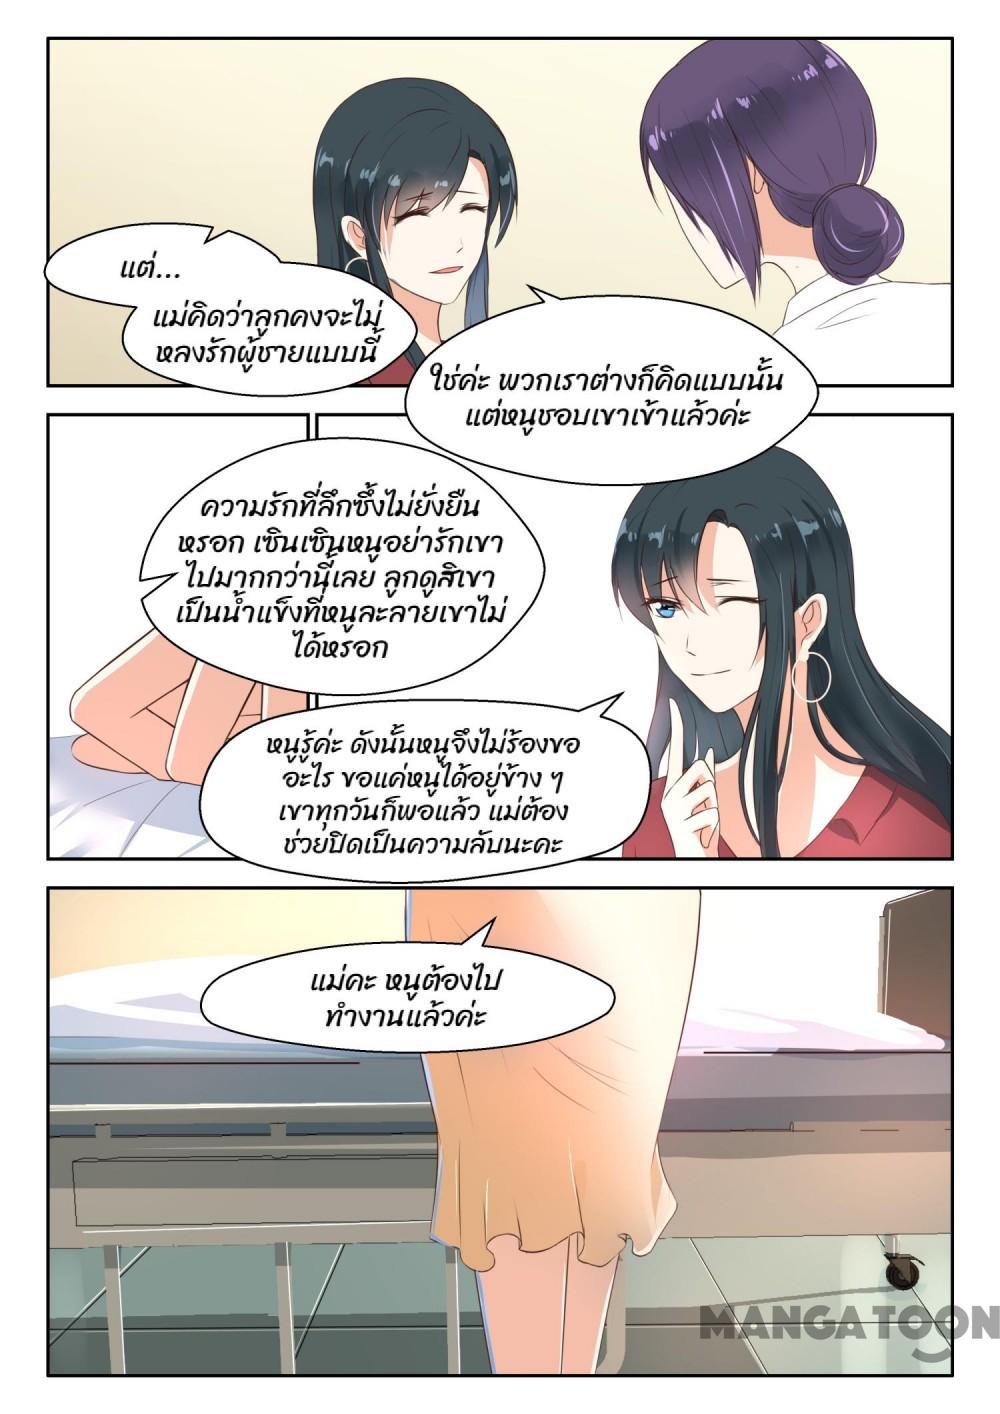 แต่...
แม่คิดว่าลูกคงจะไม่
หลงรักผู้ชายแบบนี้
ใช่ค่ะ พวกเราต่างก็คิดแบบนั้น
แต่หนูชอบเขาเข้าแล้วค่ะ
ความรักที่ลึกซึ้งไม่ยั่งยืน
หรอก เซินเซินหนูอย่ารักเขา
ไปมากกว่านี้เลย ลูกดูสิเขา
เป็นน้ำแข็งที่หนูละลายเขาไม่
ได้หรอก
หนูรู้ค่ะ ดังนั้นหนูจึงไม่ร้องขอ
อะไร ขอแค่หนูได้อยู่ข้าง ๆ
เขาทุกวันก็พอแล้ว แม่ต้อง
ช่วยปิดเป็นความลับนะคะ
แม่คะ หนูต้องไป
ทำงานแล้วค่ะ
MANGATOON